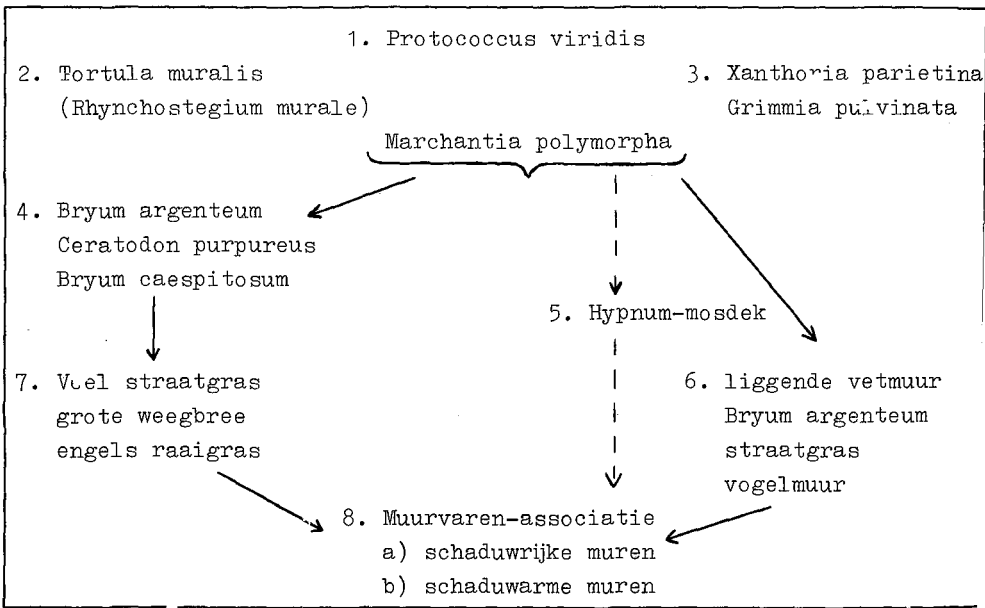 1. Protococcus viridis
2. Tortula muralis
(Rhynchostegium murale)
3. Xanthoria parietina
Grimmia pulvinata
Marchantia polymorpha
4. Bryum argenteum
Ceratodon purpureus
Bryum caespitosum
5. Hypnum-mosdek
7. Veel straatgras
grote weegbree
engels raaigras
6. liggende vetmuur
Bryum argenteum
straatgras
vogelmuur
8. Muurvaren-associatie
a) schaduwrijke muren
b) schaduwarme muren